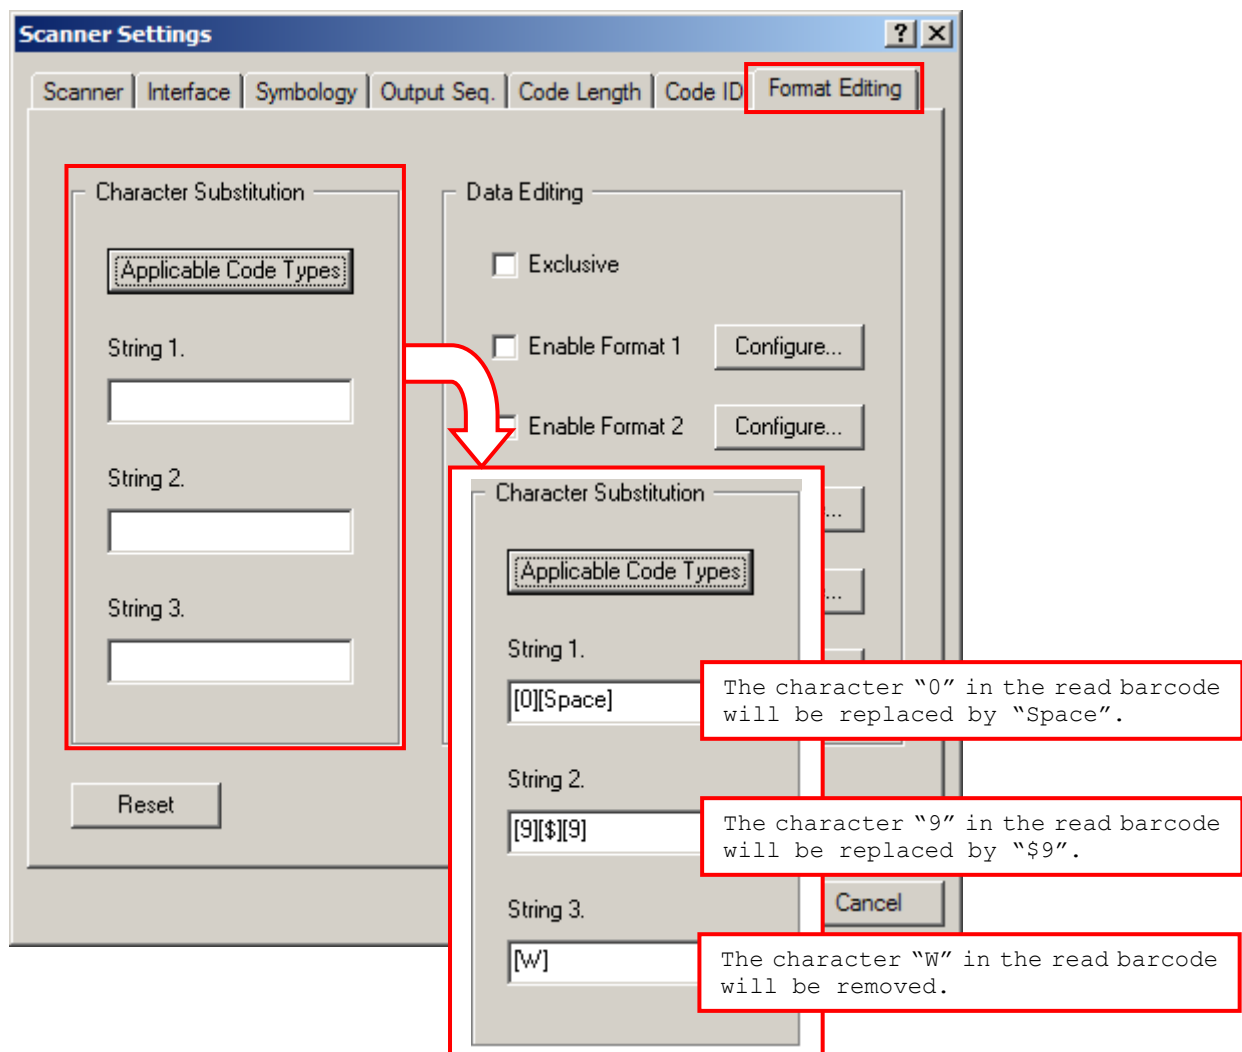 Scanner Settings
Scanner Interface Symbology Output Seq. Code Length Code ID Format Editing
Character Substitution
Applicable Code Types
String 1.
String 2.
String 3.
Reset
Data Editing
Exclusive
Enable Format 1 Configure...
Enable Format 2 Configure...
...
...
Cancel
Character Substitution
Applicable Code Types
String 1.
[0][Space]
The character “0” in the read barcode
will be replaced by “Space”.
String 2.
[9][$][9]
The character “9” in the read barcode
will be replaced by “$9”.
String 3.
[W]
The character “W” in the read barcode
will be removed.